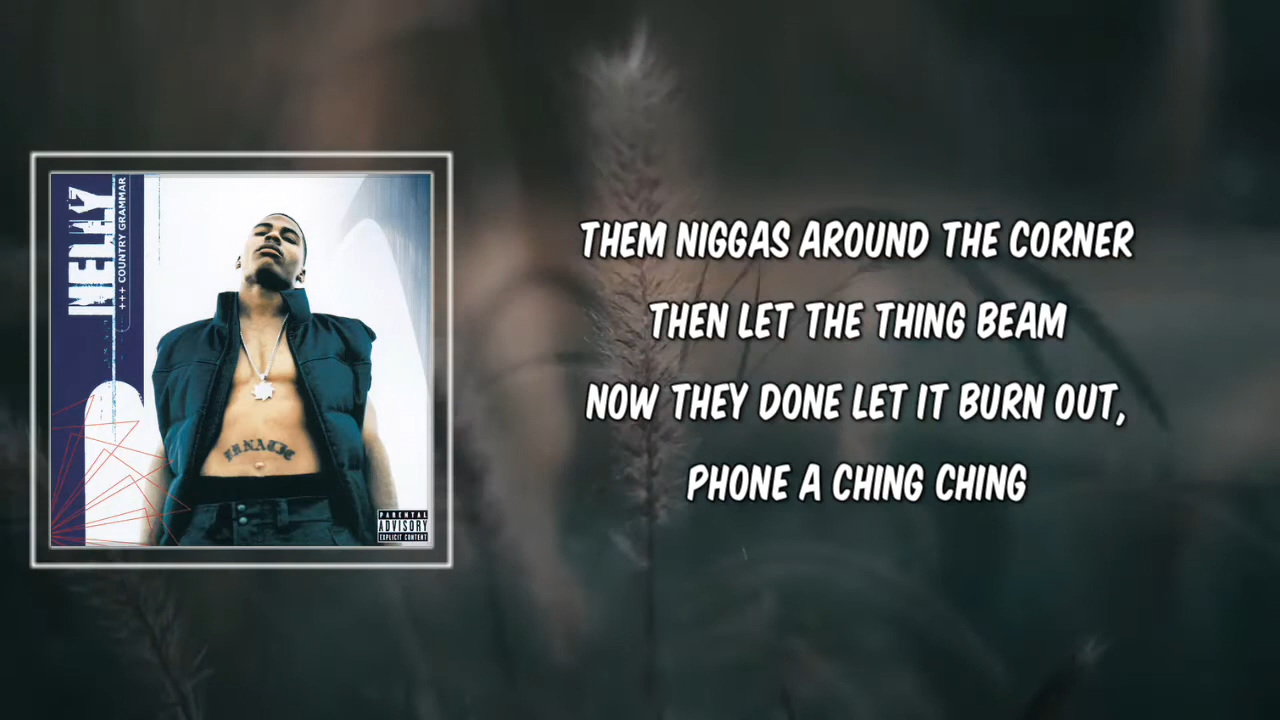 NELLY
+++ COUNTRY GRAMMAR
FANATIC
PARENTAL
ADVISORY
EXPLICIT CONTENT
THEM NIGGAS AROUND THE CORNER
THEN LET THE THING BEAM
NOW THEY DONE LET IT BURN OUT,
PHONE A CHING CHING